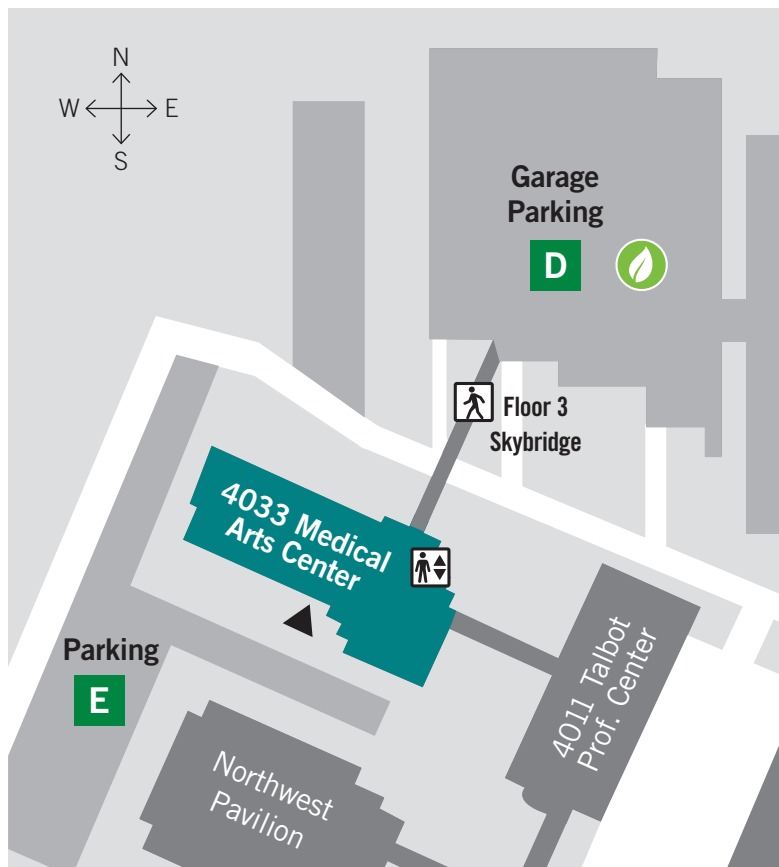 N
W E
S
Garage
Parking
D
Floor 3
Skybridge
4033 Medical
Arts Center
Parking
E
4011 Talbot
Prof. Center
Northwest
Pavilion